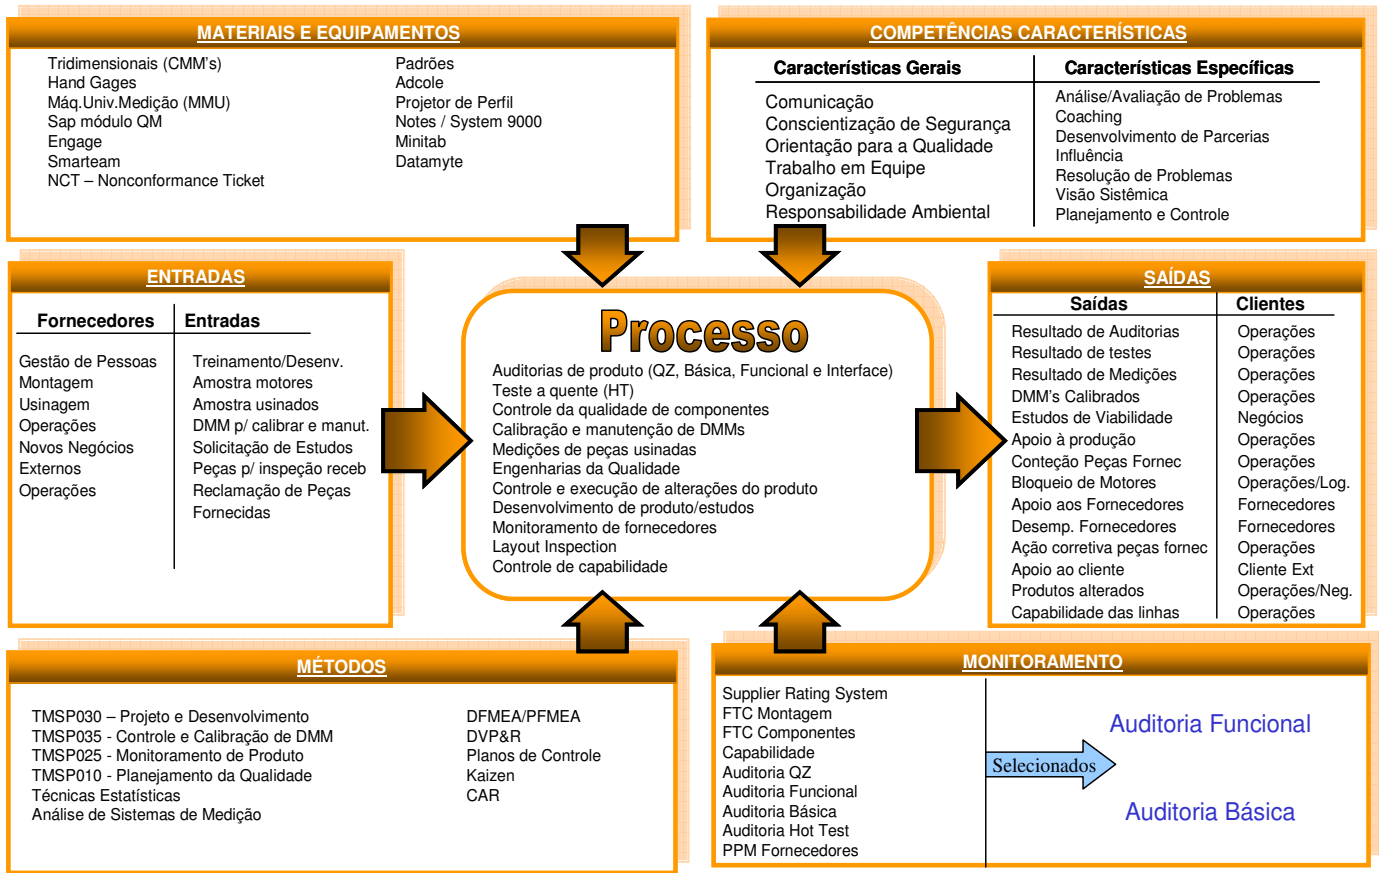 MATERIAIS E EQUIPAMENTOS
Tridimensionais (CMM's)
Hand Gages
Máq.Univ.Medição (MMU)
Sap módulo QM
Engage
Smarteam
NCT – Nonconformance Ticket
Padrões
Adcole
Projetor de Perfil
Notes / System 9000
Minitab
Datamyte
COMPETÊNCIAS CARACTERÍSTICAS
Características Gerais
Comunicação
Conscientização de Segurança
Orientação para a Qualidade
Trabalho em Equipe
Organização
Responsabilidade Ambiental
Características Específicas
Análise/Avaliação de Problemas
Coaching
Desenvolvimento de Parcerias
Influência
Resolução de Problemas
Visão Sistêmica
Planejamento e Controle
ENTRADAS
Fornecedores Entradas
Gestão de Pessoas Treinamento/Desenv.
Montagem Amostra motores
Usinagem Amostra usinados
Operações DMM p/ calibrar e manut.
Novos Negócios Solicitação de Estudos
Externos Peças p/ inspeção receb
Operações Reclamação de Peças
Fornecidas
Processo
Auditorias de produto (QZ, Básica, Funcional e Interface)
Teste a quente (HT)
Controle da qualidade de componentes
Calibração e manutenção de DMMs
Medições de peças usinadas
Engenharias da Qualidade
Controle e execução de alterações do produto
Desenvolvimento de produto/estudos
Monitoramento de fornecedores
Layout Inspection
Controle de capabilidade
SAÍDAS
Saídas Clientes
Resultado de Auditorias Operações
Resultado de testes Operações
Resultado de Medições Operações
DMM's Calibrados Operações
Estudos de Viabilidade Negócios
Apoio à produção Operações
Conteção Peças Fornec Operações
Bloqueio de Motores Operações/Log.
Apoio aos Fornecedores Fornecedores
Desemp. Fornecedores Fornecedores
Ação corretiva peças fornec Operações
Apoio ao cliente Cliente Ext
Produtos alterados Operações/Neg.
Capabilidade das linhas Operações
MÉTODOS
TMSP030 – Projeto e Desenvolvimento
TMSP035 - Controle e Calibração de DMM
TMSP025 - Monitoramento de Produto
TMSP010 - Planejamento da Qualidade
Técnicas Estatísticas
Análise de Sistemas de Medição
DFMEA/PFMEA
DVP&R
Planos de Controle
Kaizen
CAR
MONITORAMENTO
Supplier Rating System
FTC Montagem
FTC Componentes
Capabilidade
Auditoria QZ
Auditoria Funcional
Auditoria Básica
Auditoria Hot Test
PPM Fornecedores
Selecionados
Auditoria Funcional
Auditoria Básica